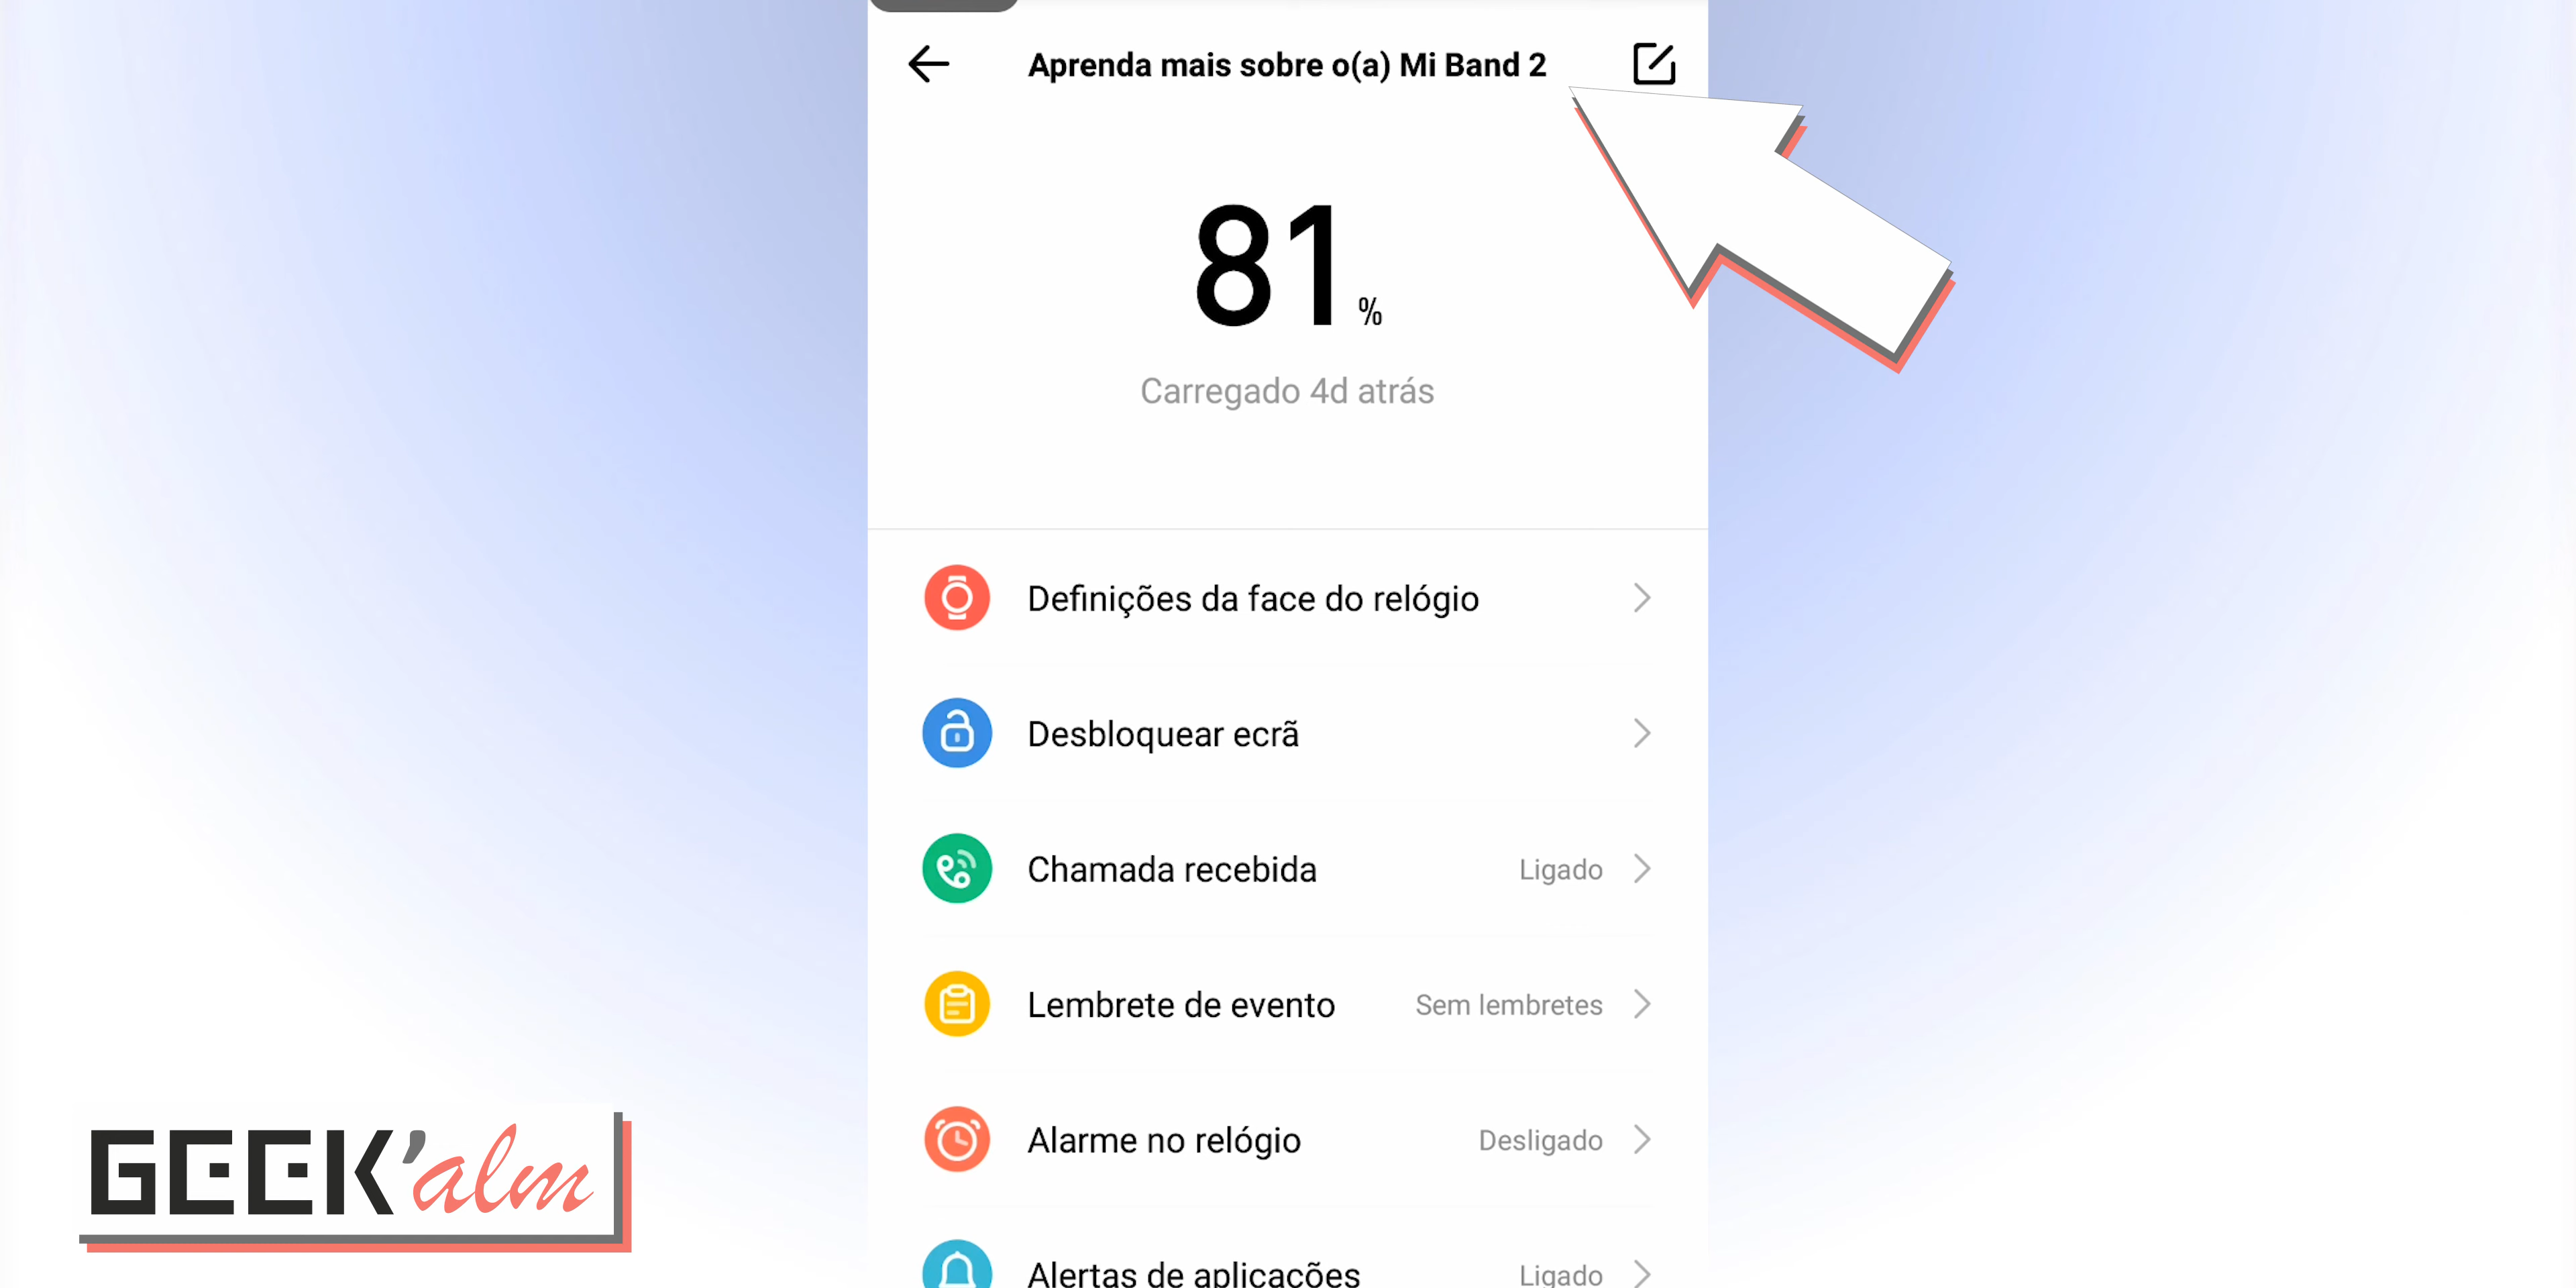 Aprenda mais sobre o(a) Mi Band 2
81%
Carregado 4d atrás
Definições da face do relógio
Desbloquear ecrã
Chamada recebida Ligado
Lembrete de evento Sem lembretes
Alarme no relógio Desligado
Alertas de aplicações Ligado
GEEK'alm